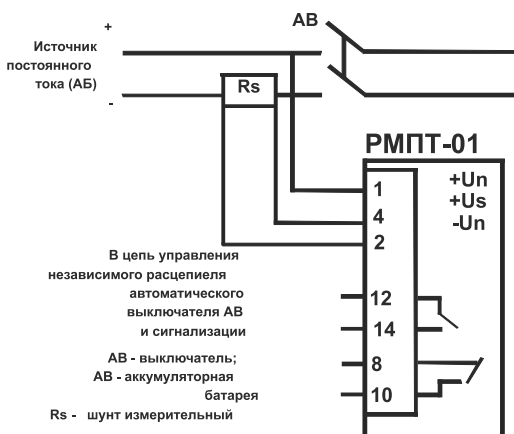 +
АВ
Источник
постоянного
тока (АБ)
Rs
-
РМПТ-01
1
+Un
4
+Us
2
-Un
В цепь управления
независимого расцепиеля
автоматического
выключателя АВ
и сигнализации
12
14
АВ - выключатель;
АВ - аккумуляторная
батарея
Rs - шунт измерительный
8
10